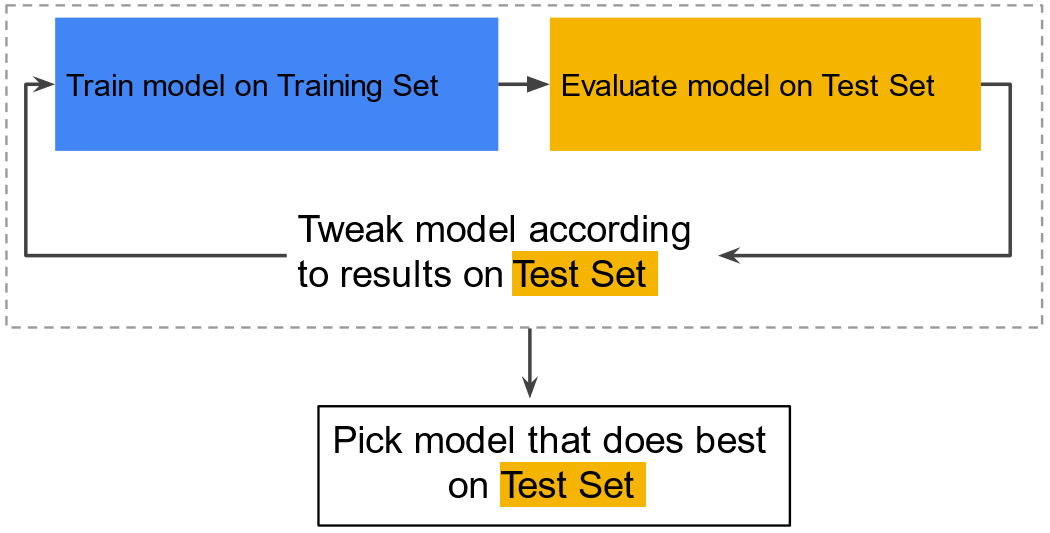 Train model on Training Set
Evaluate model on Test Set
Tweak model according
to results on Test Set
Pick model that does best
on Test Set